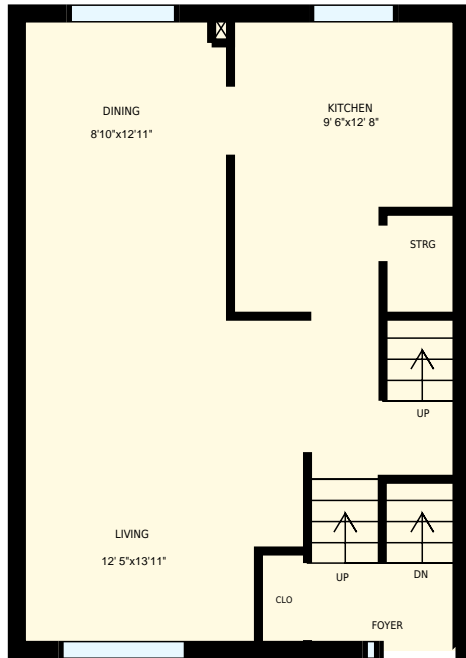 DINING
8'10"x12'11"
KITCHEN
9' 6"x12' 8"
STRG
UP
LIVING
12' 5"x13'11"
UP
DN
CLO
FOYER